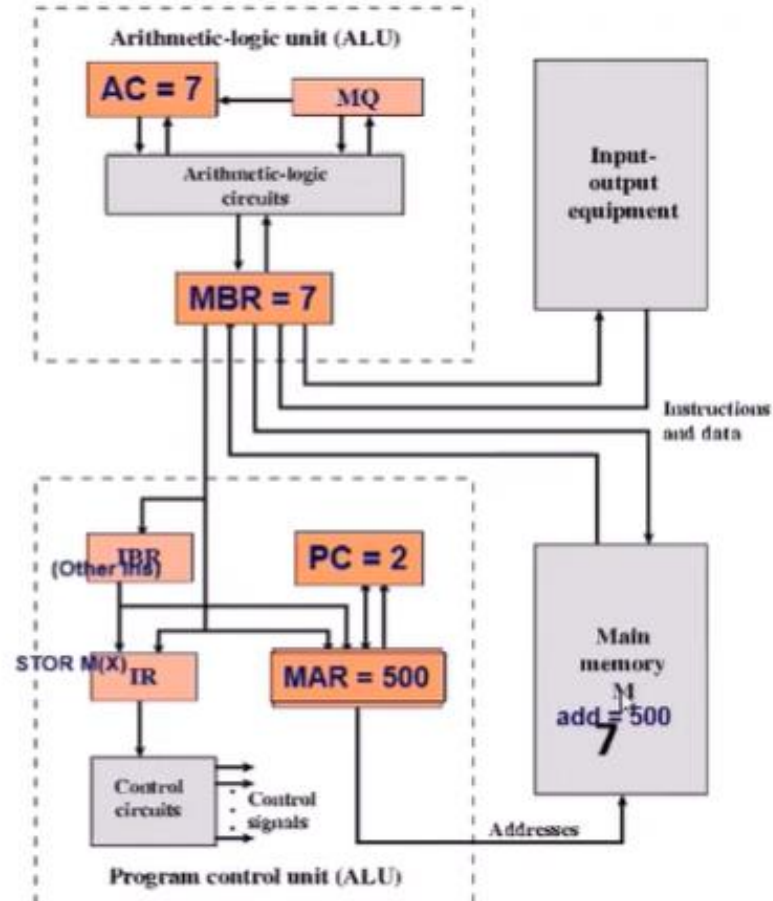 Arithmetic-logic unit (ALU)
AC = 7
MQ
Arithmetic-logic
circuits
Input-
output
equipment
MBR = 7
Instructions
and data
IBR
(Other ins)
PC = 2
STOR M(X)
IR
MAR = 500
Main
memory
M
add = 500
7
Control
circuits
Control
signals
Addresses
Program control unit (ALU)